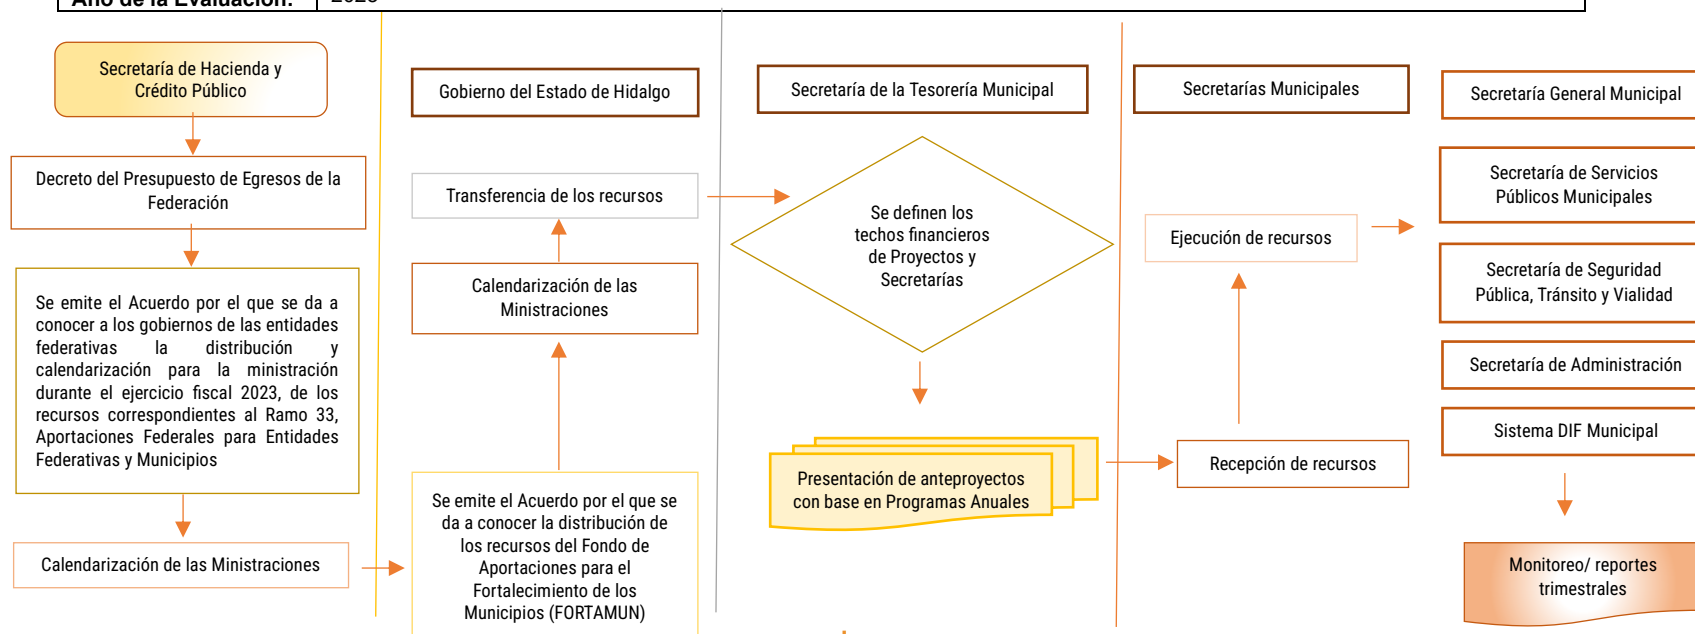 Año de la Evaluación:
Secretaría de Hacienda y
Crédito Público
Decreto del Presupuesto de Egresos de la
Federación
Se emite el Acuerdo por el que se da a
conocer a los gobiernos de las entidades
federativas la distribución y
calendarización para la ministración
durante el ejercicio fiscal 2023, de los
recursos correspondientes al Ramo 33,
Aportaciones Federales para Entidades
Federativas y Municipios
Calendarización de las Ministraciones
Gobierno del Estado de Hidalgo
Transferencia de los recursos
Calendarización de las
Ministraciones
Se emite el Acuerdo por el que se
da a conocer la distribución de
los recursos del Fondo de
Aportaciones para el
Fortalecimiento de los
Municipios (FORTAMUN)
Secretaría de la Tesorería Municipal
Se definen los
techos financieros
de Proyectos y
Secretarías
Presentación de anteproyectos
con base en Programas Anuales
Secretarías Municipales
Ejecución de recursos
Recepción de recursos
Secretaría General Municipal
Secretaría de Servicios
Públicos Municipales
Secretaría de Seguridad
Pública, Tránsito y Vialidad
Secretaría de Administración
Sistema DIF Municipal
Monitoreo/ reportes
trimestrales